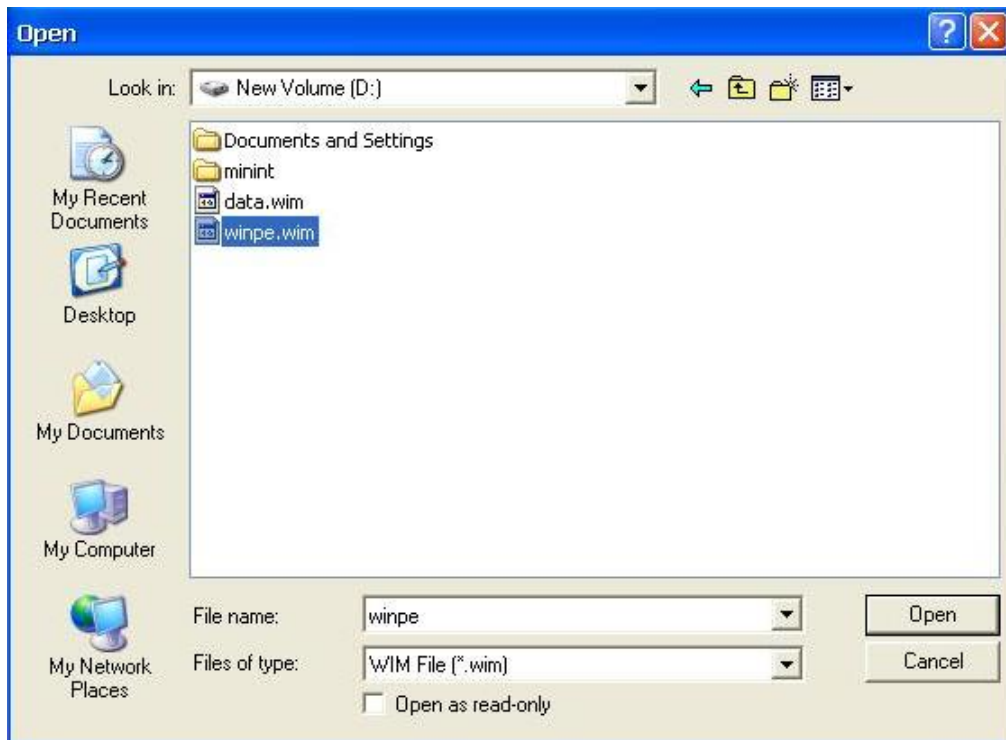 Open
Look in: New Volume (D:)
My Recent
Documents
Desktop
My Documents
My Computer
My Network
Places
Documents and Settings
minint
data.wim
winpe.wim
File name: winpe Open
Files of type: WIM File (*.wim) Cancel
Open as read-only